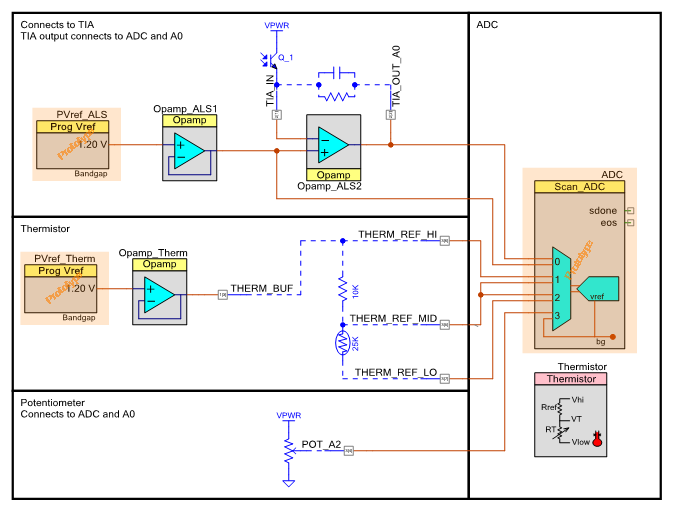 Connects to TIA
TIA output connects to ADC and A0
VPWR
Q_1
TIA_IN
TIA_OUT_A0
PVref_ALS
Prog Vref
1.20 V
Prototype
Bandgap
Opamp_ALS1
Opamp
Opamp
Opamp_ALS2
Thermistor
PVref_Therm
Prog Vref
1.20 V
Prototype
Bandgap
Opamp_Therm
Opamp
THERM_BUF
THERM_REF_HI
10K
THERM_REF_MID
25K
THERM_REF_LO
Potentiometer
Connects to ADC and A0
VPWR
POT_A2
ADC
ADC
Scan_ADC
sdone
eos
Prototype
0
1
2
3
vref
bg
Thermistor
Thermistor
Vhi
Rref
VT
RT
Vlow